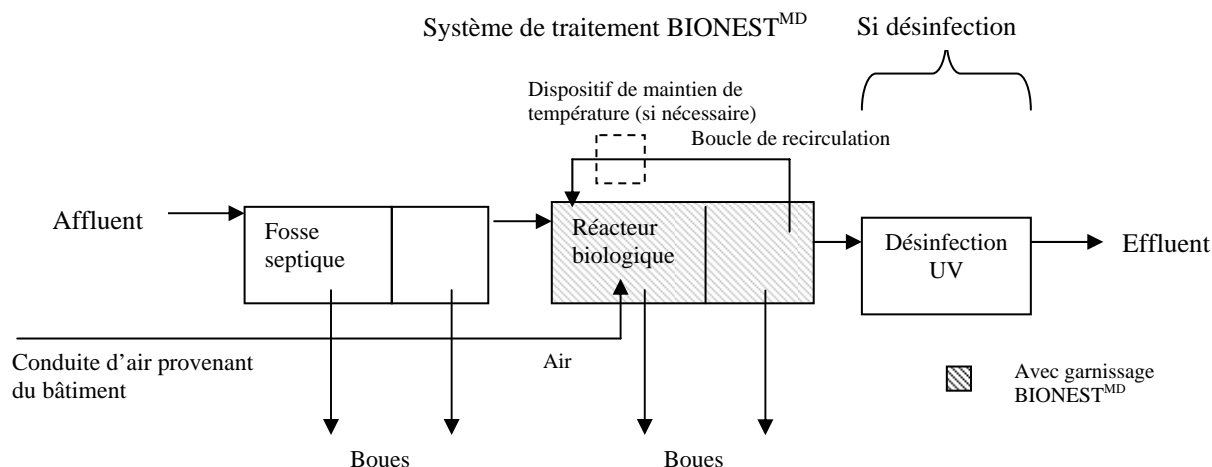 Système de traitement BIONESTMD
Si désinfection
Dispositif de maintien de
température (si nécessaire)
Boucle de recirculation
Affluent
Fosse
septique
Réacteur
biologique
Désinfection
UV
Effluent
Conduite d’air provenant
du bâtiment
Air
Avec garnissage
BIONESTMD
Boues
Boues